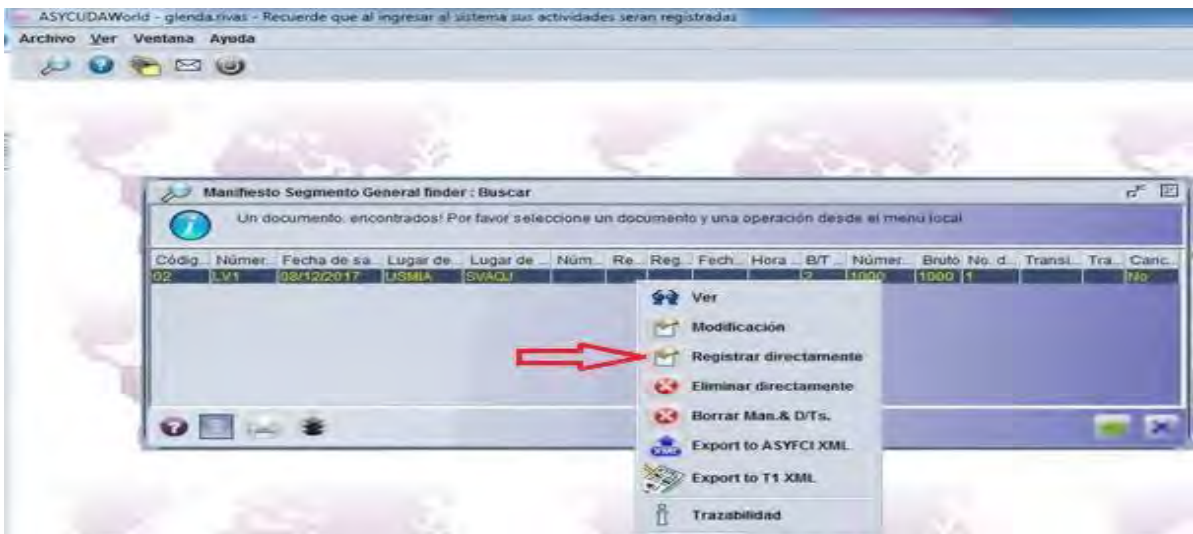 ASYCUDAWorld - glenda.rivas - Recuerde que al ingresar al sistema sus actividades seran registradas
Archivo Ver Ventana Ayuda
Manifiesto Segmento General finder : Buscar
Un documento, encontrados! Por favor seleccione un documento y una operación desde el menú local
Códig... Númer... Fecha de sa... Lugar de ... Lugar de ... Núm... Re... Reg... Fech... Hora ... B/T ... Númer... Bruto No. d... Transi... Tra... Canc...
02 LV1 08/12/2017 USMIA SVAQJ 2 1000 1000 1 No
Ver
Modificación
Registrar directamente
Eliminar directamente
Borrar Man.& D/Ts.
Export to ASYFCI XML
Export to T1 XML
Trazabilidad